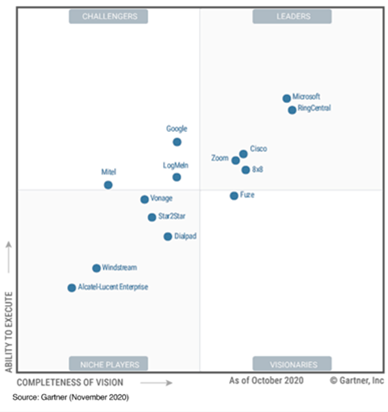 CHALLENGERS
LEADERS
Microsoft
RingCentral
Google
Cisco
Zoom
LogMeIn
8x8
Mitel
Fuze
Vonage
Star2Star
Dialpad
Windstream
Alcatel-Lucent Enterprise
ABILITY TO EXECUTE
NICHE PLAYERS
VISIONARIES
COMPLETENESS OF VISION
As of October 2020
© Gartner, Inc
Source: Gartner (November 2020)